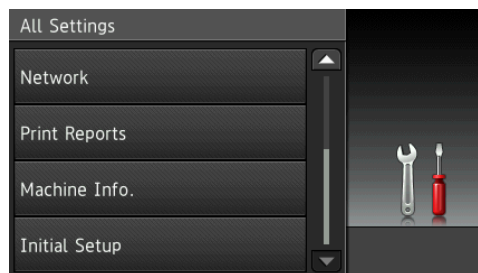 All Settings
Network
Print Reports
Machine Info.
Initial Setup